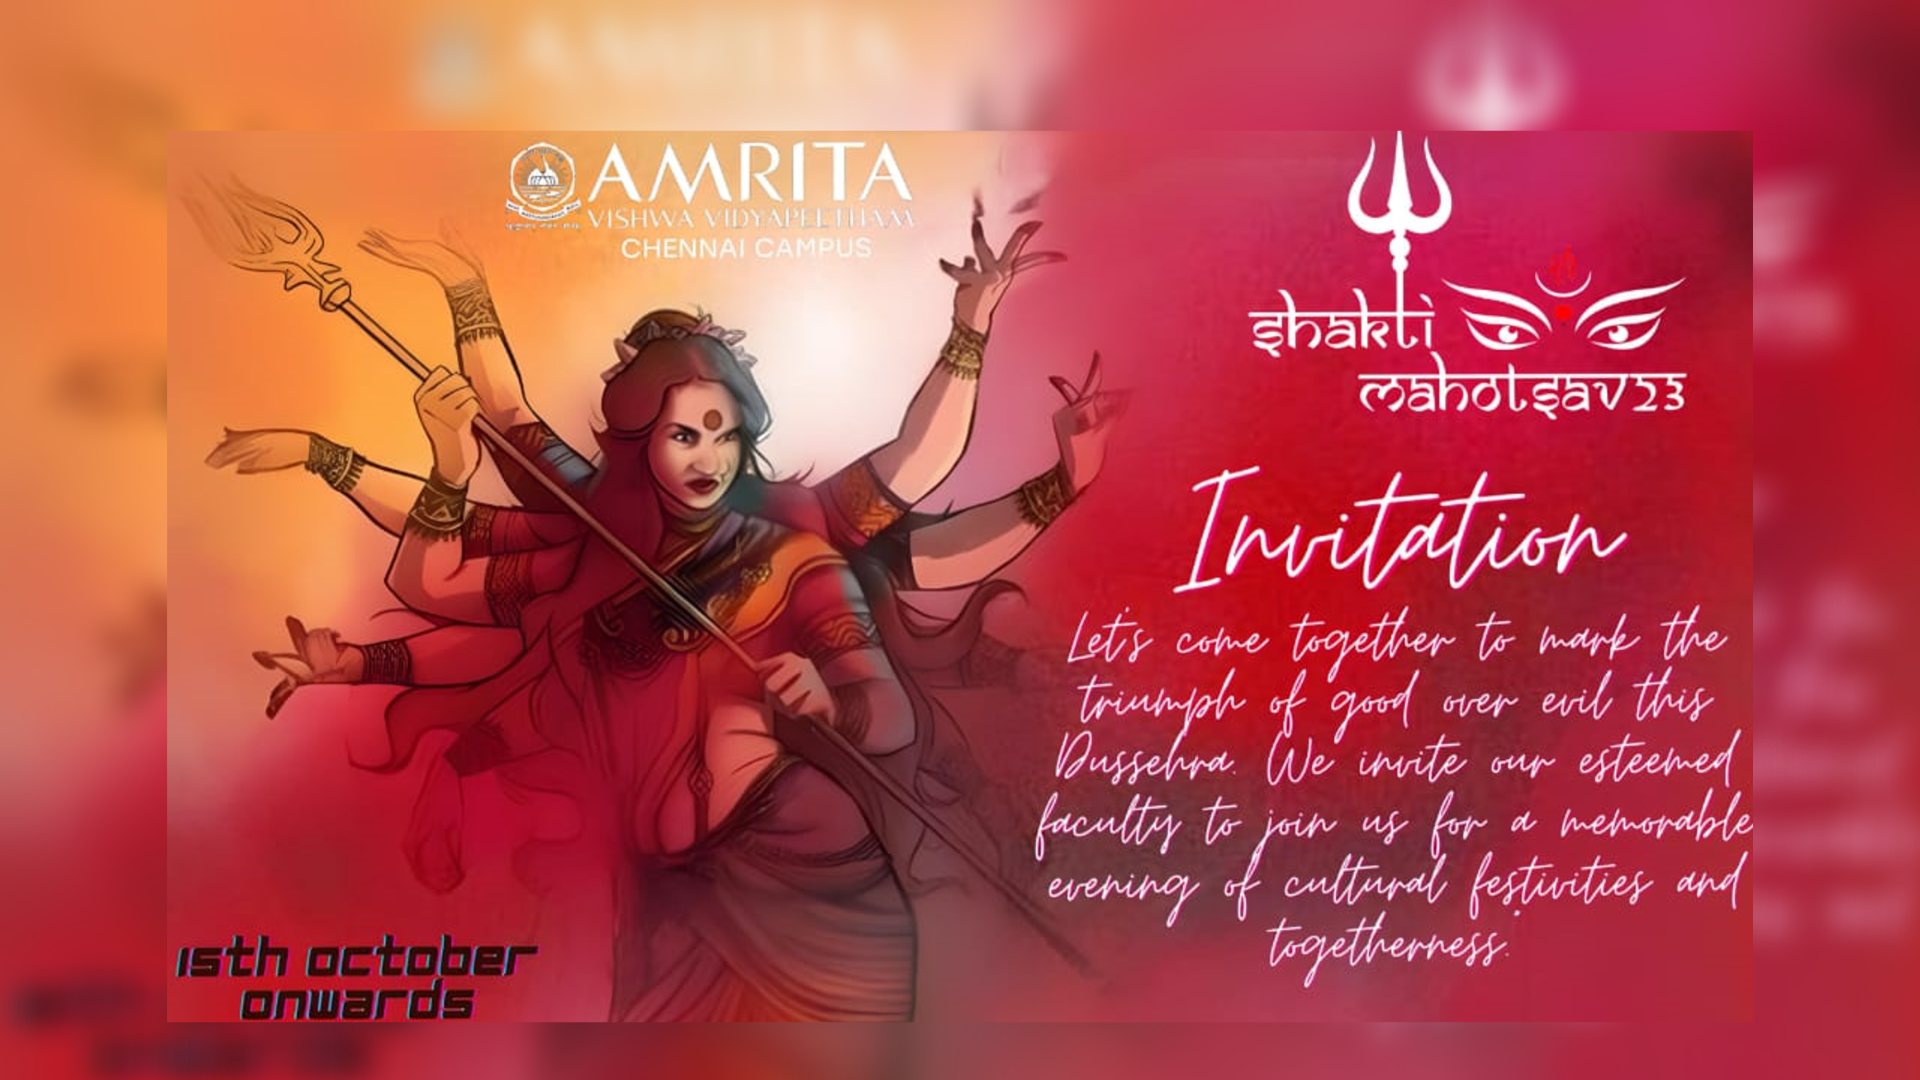 AMRITA
VISHWA VIDYAPEETHAM
CHENNAI CAMPUS
shakti
mahotsav23
Invitation
Let's come together to mark the
triumph of good over evil this
Dussehra. We invite our esteemed
faculty to join us for a memorable
evening of cultural festivities and
togetherness.
15th october
onwards